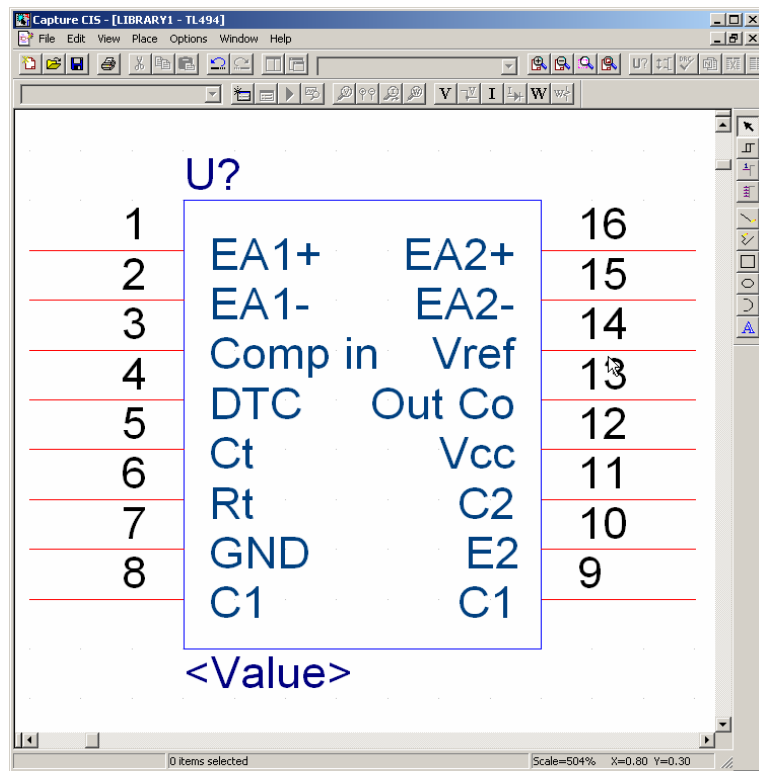 Capture CIS - [LIBRARY1 - TL494]
File Edit View Place Options Window Help
U?
V I W
U?
1 16
EA1+ EA2+
2 15
EA1- EA2-
3 14
Comp in Vref
4 13
DTC Out Co
5 12
Ct Vcc
6 11
Rt C2
7 10
GND E2
8 9
C1 C1
<Value>
A
0 items selected Scale=504% X=0.80 Y=0.30